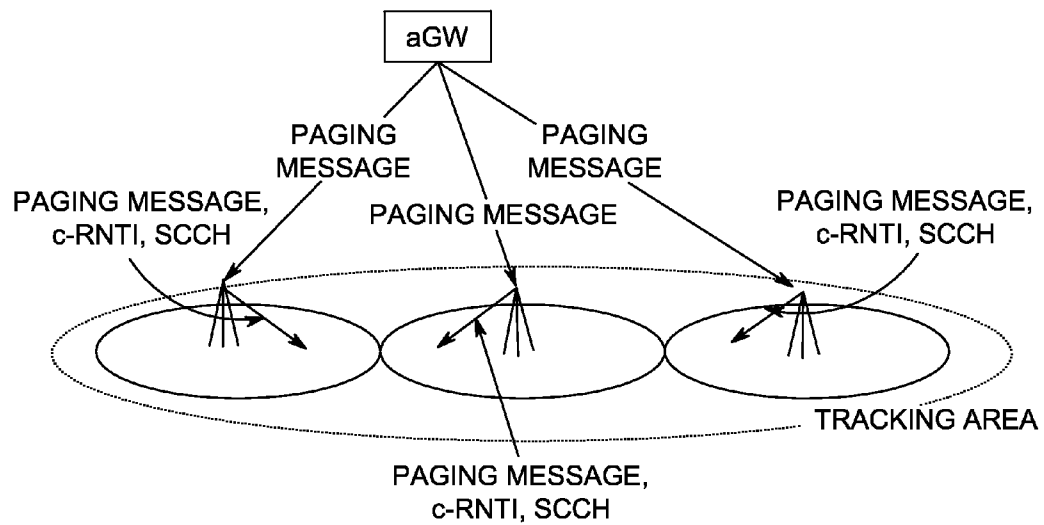 aGW
PAGING
MESSAGE
PAGING
MESSAGE
PAGING MESSAGE,
c-RNTI, SCCH
PAGING MESSAGE
PAGING MESSAGE,
c-RNTI, SCCH
TRACKING AREA
PAGING MESSAGE,
c-RNTI, SCCH